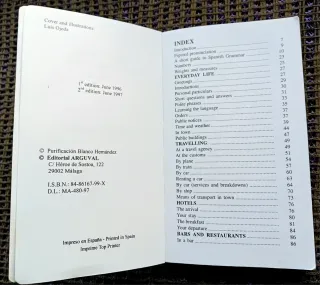 Cover and illustrations
Luis Ojeda
1st edition: June 1996
2nd edition: June 1997
© Purificación Blanco Hernández
© Editorial ARGUVAL
C/ Héroe de Sostoa, 122
29002 Málaga
I.S.B.N.: 84-86167-99-X
D.L.: MA-480-97
Impreso en España - Printed in Spain
Imprime Top Printer
INDEX
Introduction 7
Figured pronunciation 9
A short guide to Spanish Grammar
Numbers
Weights and measures
EVERYDAY LIFE
Greetings
Introductions
Personal particulars
Short questions and answers
Polite phrases
Learning the language
Orders
Public notices
Time and weather
In town
Public buildings
TRAVELLING
At a travel agency
At the customs
By plane
By train
By car
Renting a car
By car (services and breakdowns)
By ship
Means of transport in town
HOTELS
The arrival
Your stay
The breakfast
Your departure 84
BARS AND RESTAURANTS 86
In a bar 86